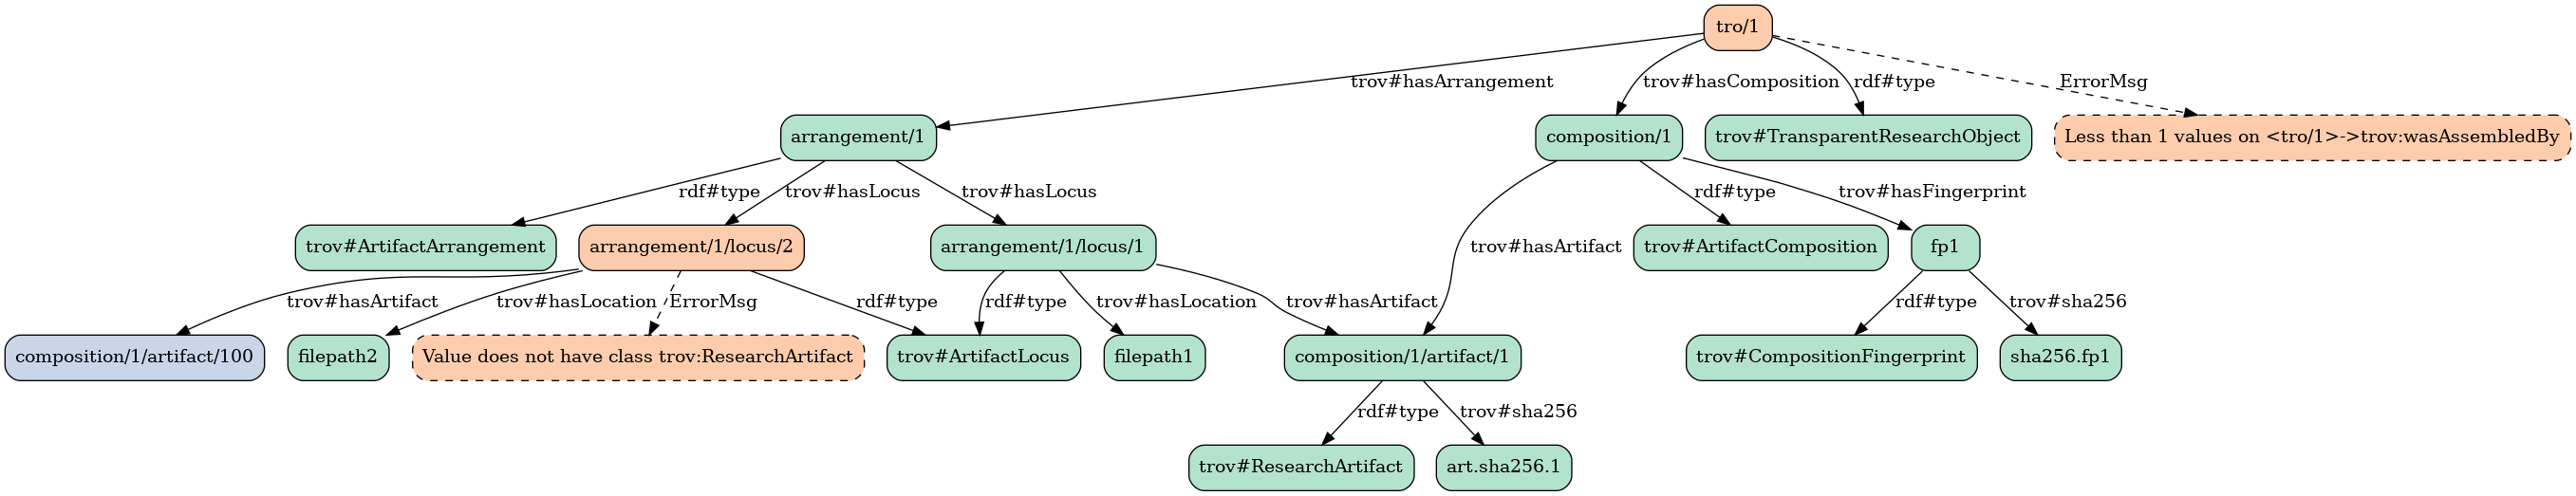 tro/1
trov#hasArrangement
trov#hasComposition
rdf#type
ErrorMsg
arrangement/1
composition/1
trov#TransparentResearchObject
Less than 1 values on <tro/1>->trov:wasAssembledBy
rdf#type
trov#hasLocus
trov#hasLocus
rdf#type
trov#hasFingerprint
trov#ArtifactArrangement
arrangement/1/locus/2
arrangement/1/locus/1
trov#hasArtifact
trov#ArtifactComposition
fp1
trov#hasArtifact
trov#hasLocation
ErrorMsg
rdf#type
rdf#type
trov#hasLocation
trov#hasArtifact
rdf#type
trov#sha256
composition/1/artifact/100
filepath2
Value does not have class trov:ResearchArtifact
trov#ArtifactLocus
filepath1
composition/1/artifact/1
trov#CompositionFingerprint
sha256.fp1
rdf#type
trov#sha256
trov#ResearchArtifact
art.sha256.1